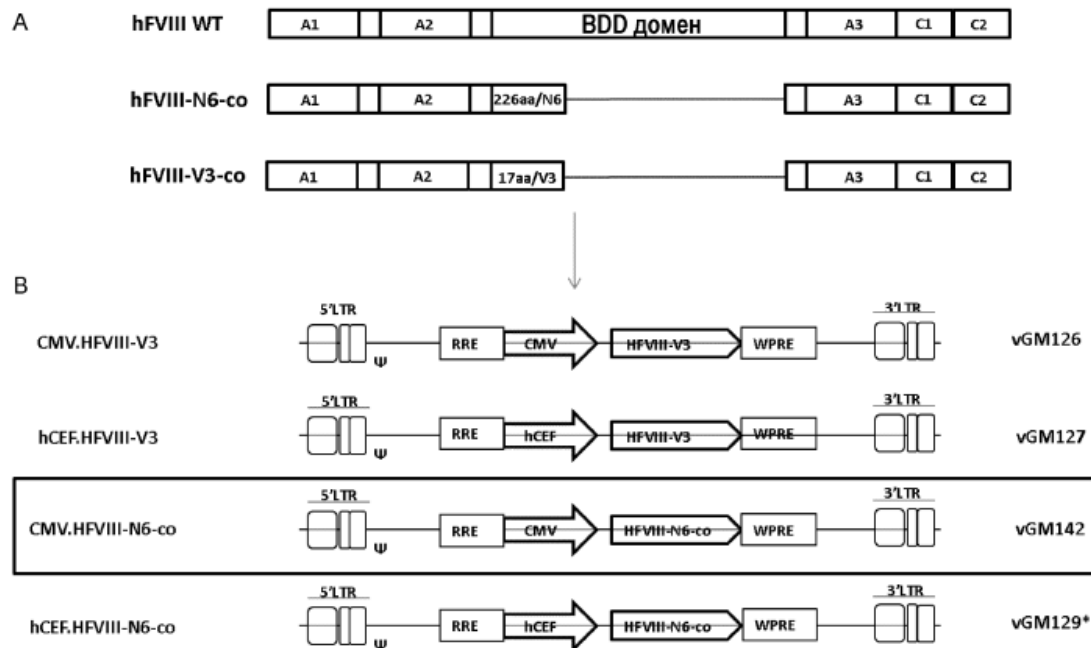 A
hFVIII WT A1 A2 BDD домен A3 C1 C2
hFVIII-N6-co A1 A2 226aa/N6 A3 C1 C2
hFVIII-V3-co A1 A2 17aa/V3 A3 C1 C2
B
5'LTR 3'LTR
CMV.HFVIII-V3 Ψ RRE CMV HFVIII-V3 WPRE vGM126
5'LTR 3'LTR
hCEF.HFVIII-V3 Ψ RRE hCEF HFVIII-V3 WPRE vGM127
5'LTR 3'LTR
CMV.HFVIII-N6-co Ψ RRE CMV HFVIII-N6-co WPRE vGM142
5'LTR 3'LTR
hCEF.HFVIII-N6-co Ψ RRE hCEF HFVIII-N6-co WPRE vGM129*